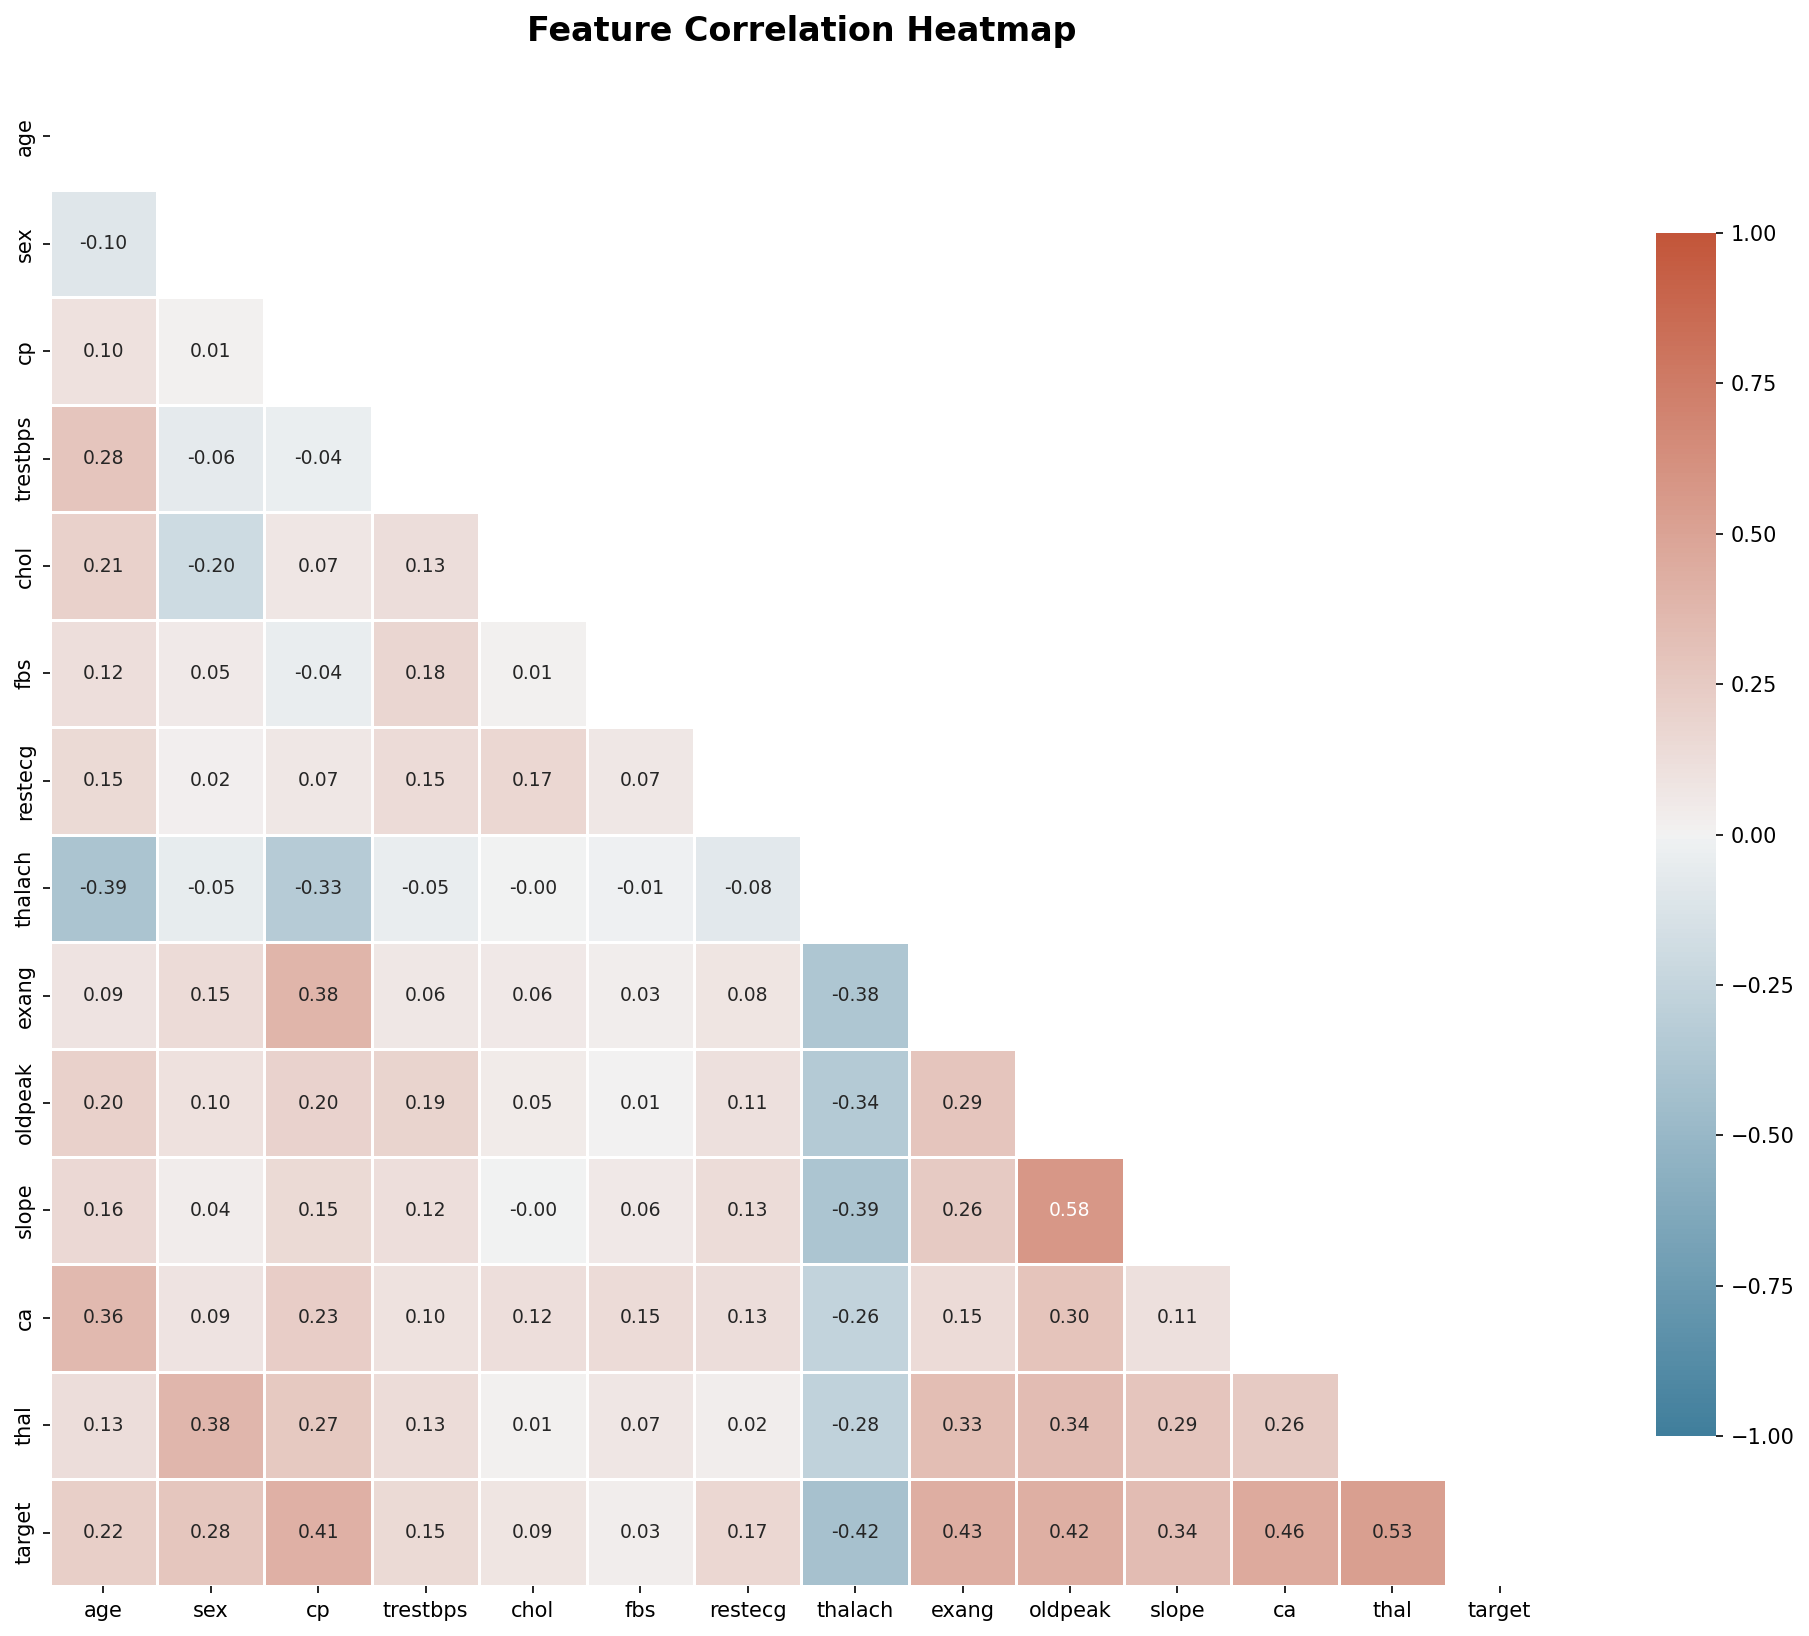 Feature Correlation Heatmap
age
sex -0.10
cp 0.10 0.01
trestbps 0.28 -0.06 -0.04
chol 0.21 -0.20 0.07 0.13
fbs 0.12 0.05 -0.04 0.18 0.01
restecg 0.15 0.02 0.07 0.15 0.17 0.07
thalach -0.39 -0.05 -0.33 -0.05 -0.00 -0.01 -0.08
exang 0.09 0.15 0.38 0.06 0.06 0.03 0.08 -0.38
oldpeak 0.20 0.10 0.20 0.19 0.05 0.01 0.11 -0.34 0.29
slope 0.16 0.04 0.15 0.12 -0.00 0.06 0.13 -0.39 0.26 0.58
ca 0.36 0.09 0.23 0.10 0.12 0.15 0.13 -0.26 0.15 0.30 0.11
thal 0.13 0.38 0.27 0.13 0.01 0.07 0.02 -0.28 0.33 0.34 0.29 0.26
target 0.22 0.28 0.41 0.15 0.09 0.03 0.17 -0.42 0.43 0.42 0.34 0.46 0.53
age sex cp trestbps chol fbs restecg thalach exang oldpeak slope ca thal target
1.00
0.75
0.50
0.25
0.00
−0.25
−0.50
−0.75
−1.00